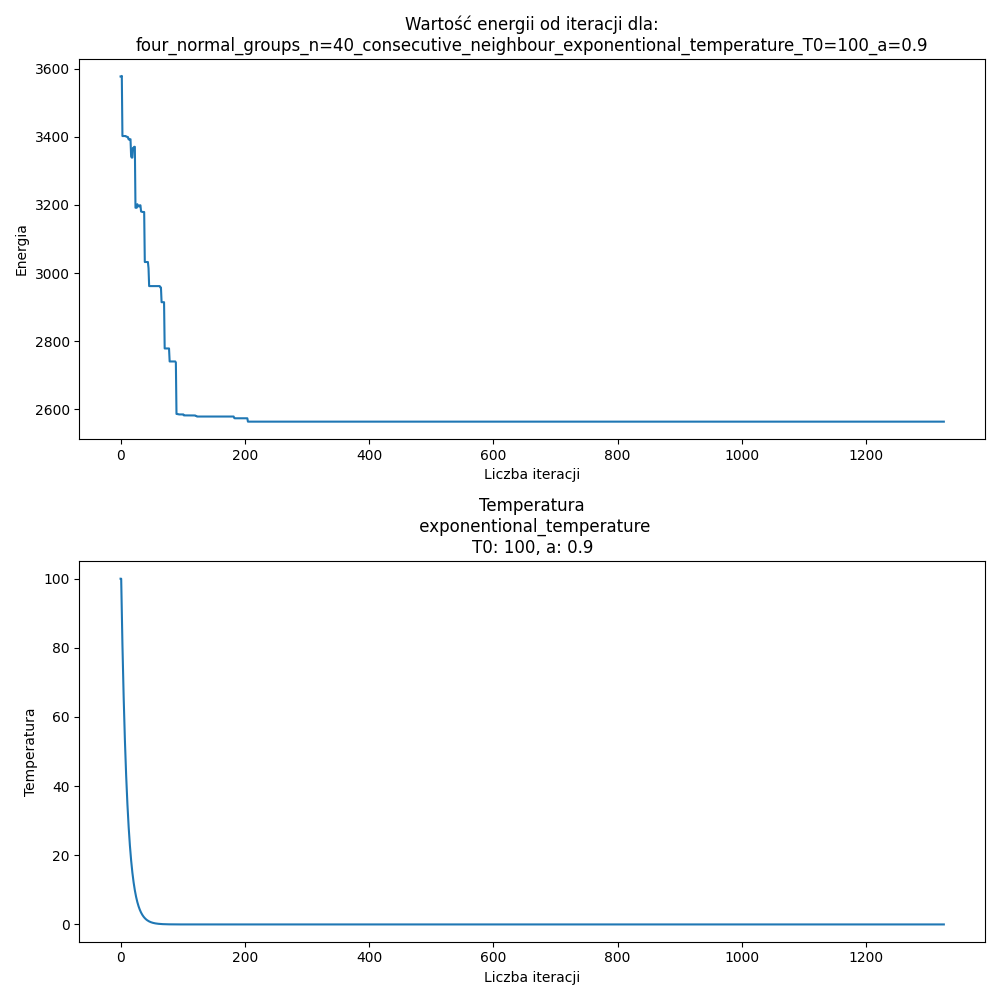 Wartość energii od iteracji dla:
four_normal_groups_n=40_consecutive_neighbour_exponentional_temperature_T0=100_a=0.9
3600
3400
3200
3000
2800
2600
Energia
0 200 400 600 800 1000 1200
Liczba iteracji
Temperatura
exponentional_temperature
T0: 100, a: 0.9
100
80
60
40
20
0
Temperatura
0 200 400 600 800 1000 1200
Liczba iteracji